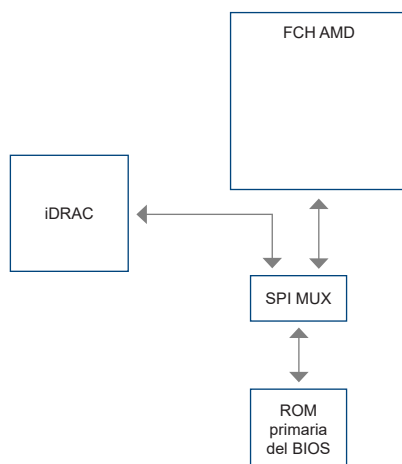 FCH AMD
iDRAC
SPI MUX
ROM
primaria
del BIOS